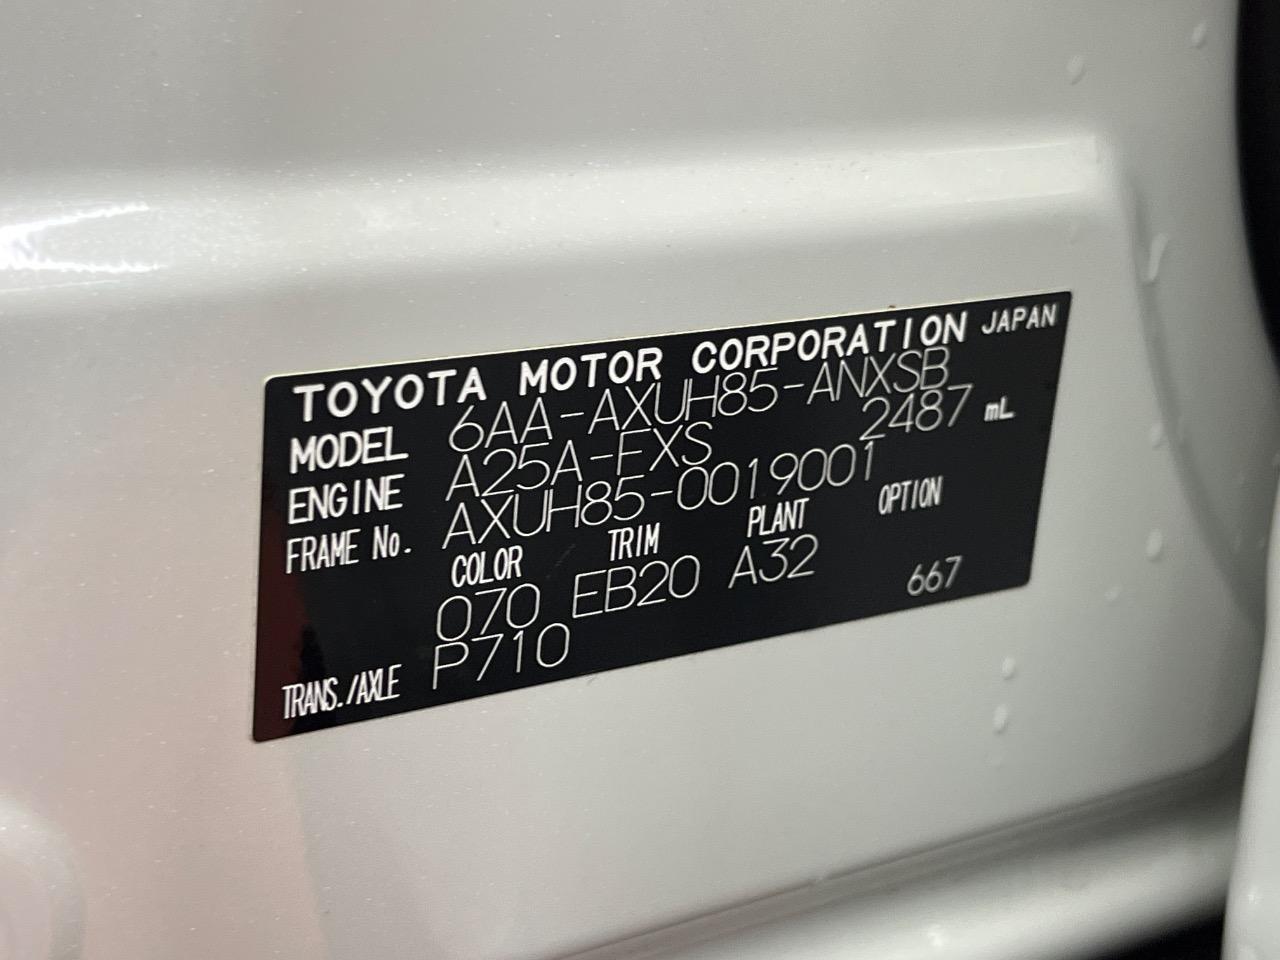 TOYOTA MOTOR CORPORATION JAPAN
MODEL 6AA-AXUH85-ANXSB
ENGINE A25A-FXS 2487 mL
FRAME No. AXUH85-0019001
COLOR TRIM PLANT OPTION
070 EB20 A32 667
TRANS./AXLE P710